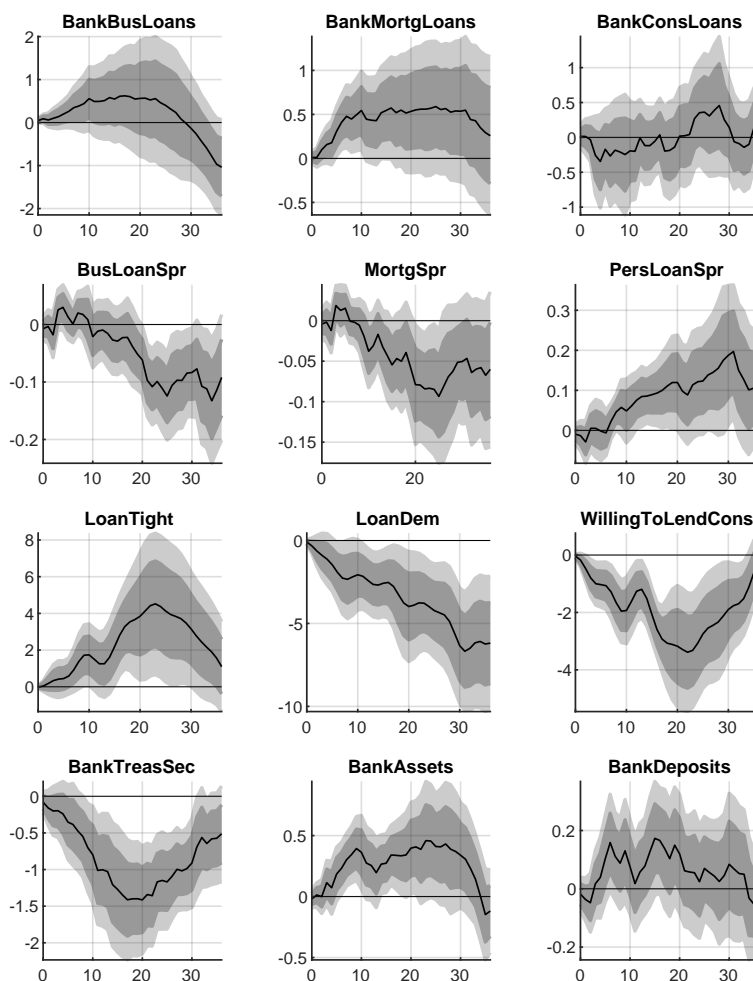 BankBusLoans BankMortgLoans BankConsLoans
2 1 0 -1 -2
0 10 20 30
1 0.5 0 -0.5
0 10 20 30
1 0.5 0 -0.5 -1
0 10 20 30
BusLoanSpr MortgSpr PersLoanSpr
0 -0.1 -0.2
0 10 20 30
0 -0.05 -0.1 -0.15
0 10 20 30
0.3 0.2 0.1 0
0 10 20 30
LoanTight LoanDem WillingToLendCons
8 6 4 2 0
0 10 20 30
0 -5 -10
0 10 20 30
0 -2 -4
0 10 20 30
BankTreasSec BankAssets BankDeposits
0 -0.5 -1 -1.5 -2
0 10 20 30
0.5 0 -0.5
0 10 20 30
0.2 0 -0.2
0 10 20 30